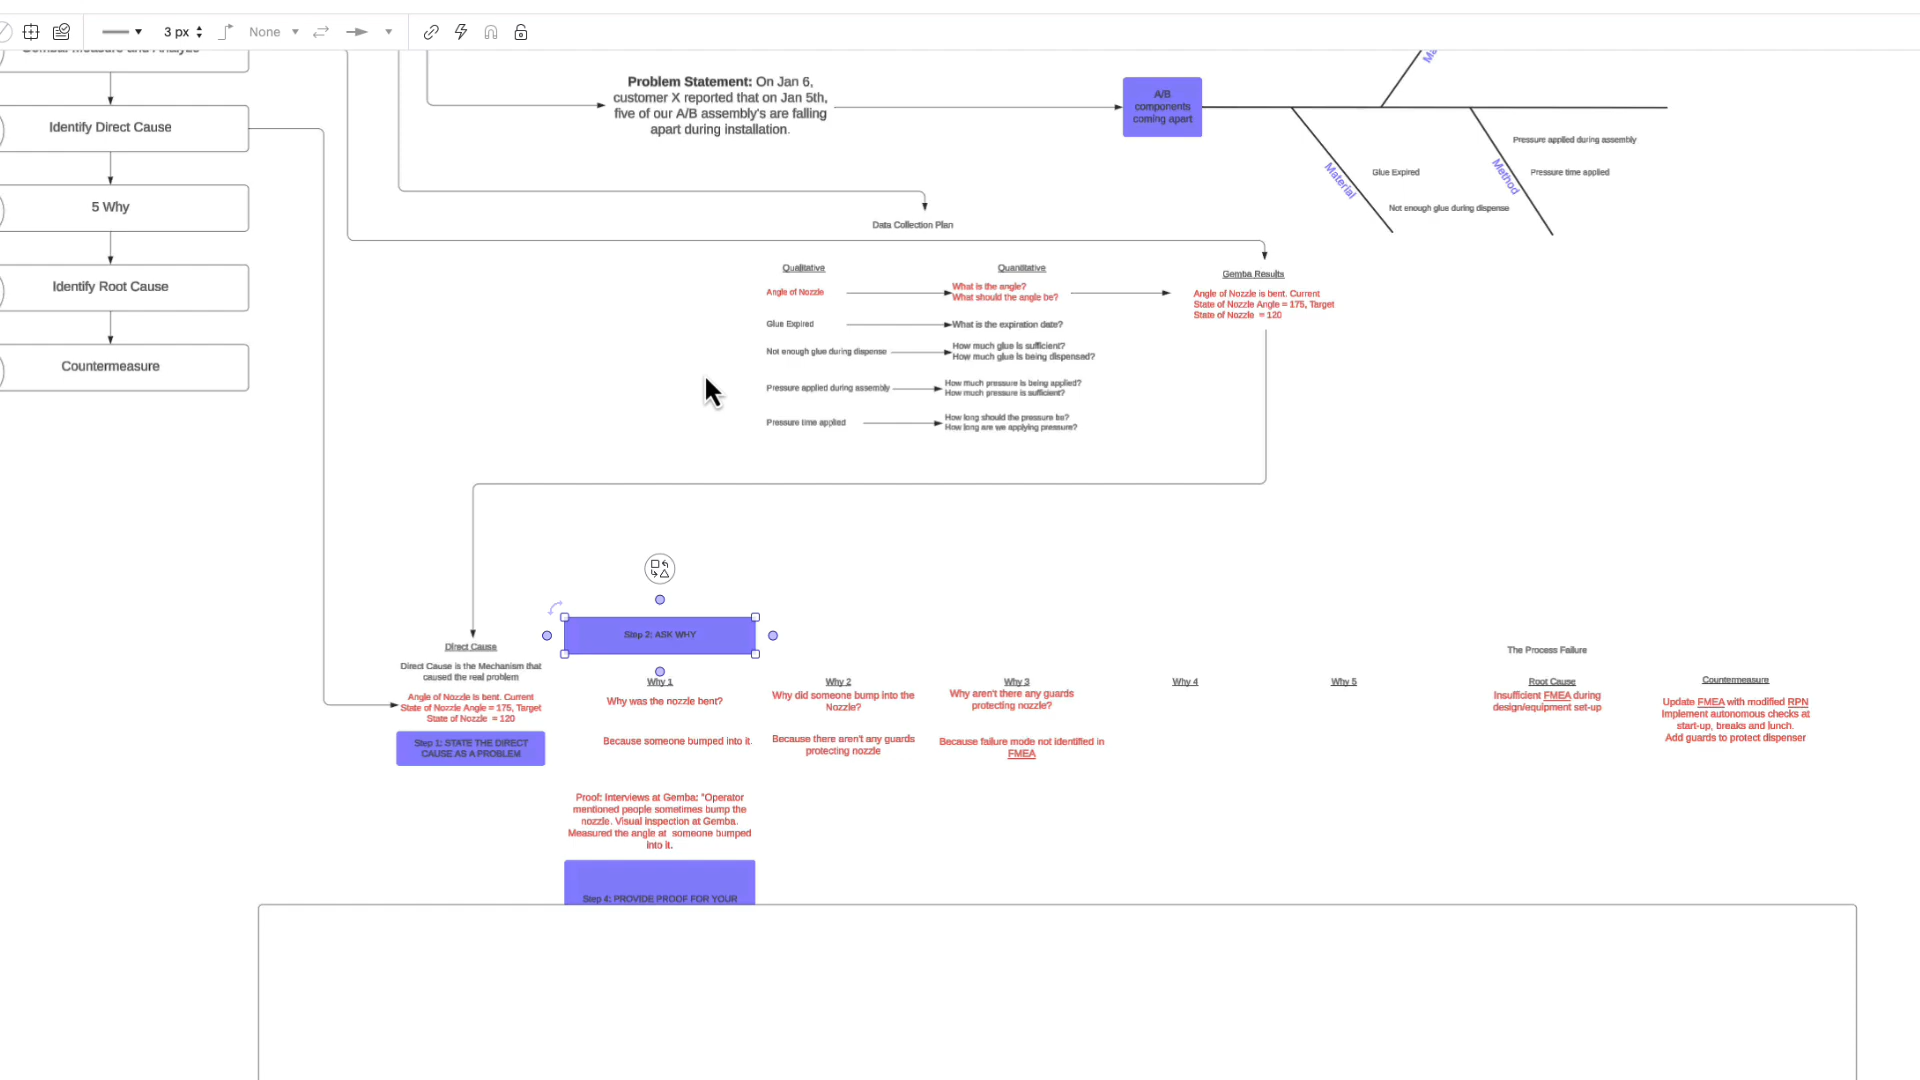 3 px
None
Gemba: Measure and Analyze
Identify Direct Cause
5 Why
Identify Root Cause
Countermeasure
Problem Statement: On Jan 6,
customer X reported that on Jan 5th,
five of our A/B assembly's are falling
apart during installation.
A/B
components
coming apart
Material
Glue Expired
Not enough glue during dispense
Method
Pressure applied during assembly
Pressure time applied
Data Collection Plan
Qualitative
Quantitative
Angle of Nozzle
What is the angle?
What should the angle be?
Glue Expired
What is the expiration date?
Not enough glue during dispense
How much glue is sufficient?
How much glue is being dispensed?
Pressure applied during assembly
How much pressure is being applied?
How much pressure is sufficient?
Pressure time applied
How long should the pressure be?
How long are we applying pressure?
Gemba Results
Angle of Nozzle is bent. Current
State of Nozzle Angle = 175, Target
State of Nozzle = 120
Direct Cause
Direct Cause is the Mechanism that
caused the real problem
Angle of Nozzle is bent. Current
State of Nozzle Angle = 175, Target
State of Nozzle = 120
Step 1: STATE THE DIRECT
CAUSE AS A PROBLEM
Step 2: ASK WHY
Why 1
Why was the nozzle bent?
Because someone bumped into it.
Proof: Interviews at Gemba: "Operator
mentioned people sometimes bump the
nozzle. Visual inspection at Gemba.
Measured the angle at someone bumped
into it.
Step 4: PROVIDE PROOF FOR YOUR
Why 2
Why did someone bump into the
Nozzle?
Because there aren't any guards
protecting nozzle
Why 3
Why aren't there any guards
protecting nozzle?
Because failure mode not identified in
FMEA
Why 4
Why 5
The Process Failure
Root Cause
Insufficient FMEA during
design/equipment set-up
Countermeasure
Update FMEA with modified RPN
Implement autonomous checks at
start-up, breaks and lunch.
Add guards to protect dispenser